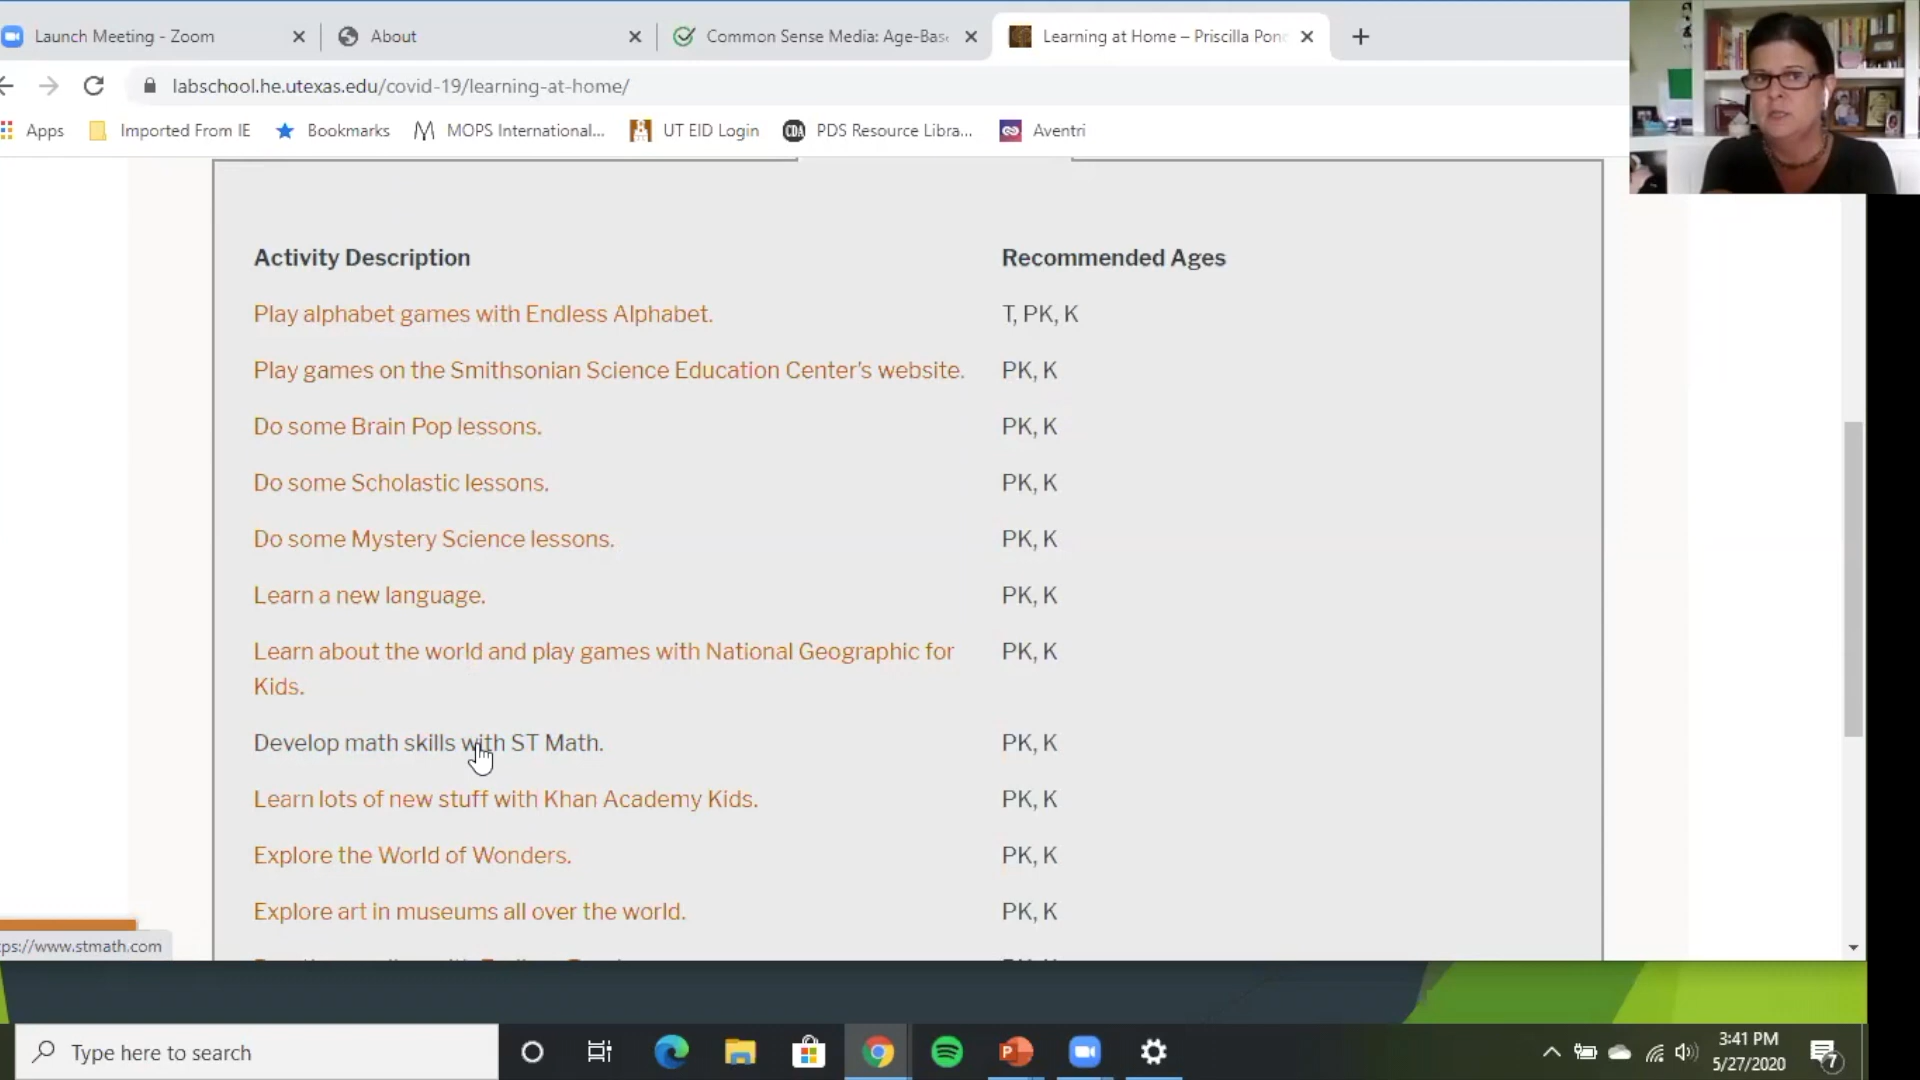 Launch Meeting - Zoom
About
Common Sense Media: Age-Bas
Learning at Home – Priscilla Pond
labschool.he.utexas.edu/covid-19/learning-at-home/
Apps
Imported From IE
Bookmarks
MOPS International...
UT EID Login
CDA
PDS Resource Libra...
Aventri
Activity Description Recommended Ages
Play alphabet games with Endless Alphabet. T, PK, K
Play games on the Smithsonian Science Education Center's website. PK, K
Do some Brain Pop lessons. PK, K
Do some Scholastic lessons. PK, K
Do some Mystery Science lessons. PK, K
Learn a new language. PK, K
Learn about the world and play games with National Geographic for PK, K
Kids.
Develop math skills with ST Math. PK, K
Learn lots of new stuff with Khan Academy Kids. PK, K
Explore the World of Wonders. PK, K
Explore art in museums all over the world. PK, K
tps://www.stmath.com
Type here to search
3:41 PM
5/27/2020
7